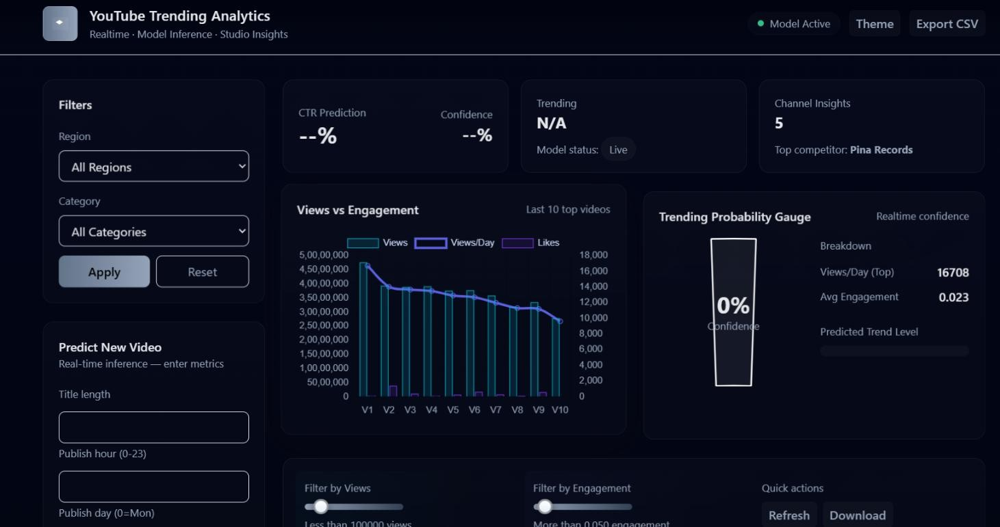 YouTube Trending Analytics
Realtime · Model Inference · Studio Insights
Model Active
Theme
Export CSV
Filters
Region
All Regions
Category
All Categories
Apply
Reset
Predict New Video
Real-time inference — enter metrics
Title length
Publish hour (0-23)
Publish day (0=Mon)
CTR Prediction
--%
Confidence
--%
Trending
N/A
Model status: Live
Channel Insights
5
Top competitor: Pina Records
Views vs Engagement
Last 10 top videos
Views
Views/Day
Likes
5,00,00,000
4,50,00,000
4,00,00,000
3,50,00,000
3,00,00,000
2,50,00,000
2,00,00,000
1,50,00,000
1,00,00,000
50,00,000
0
18,000
16,000
14,000
12,000
10,000
8,000
6,000
4,000
2,000
0
V1 V2 V3 V4 V5 V6 V7 V8 V9 V10
Trending Probability Gauge
Realtime confidence
0%
Confidence
Breakdown
Views/Day (Top) 16708
Avg Engagement 0.023
Predicted Trend Level
Filter by Views
Less than 100000 views
Filter by Engagement
More than 0.050 engagement
Quick actions
Refresh
Download